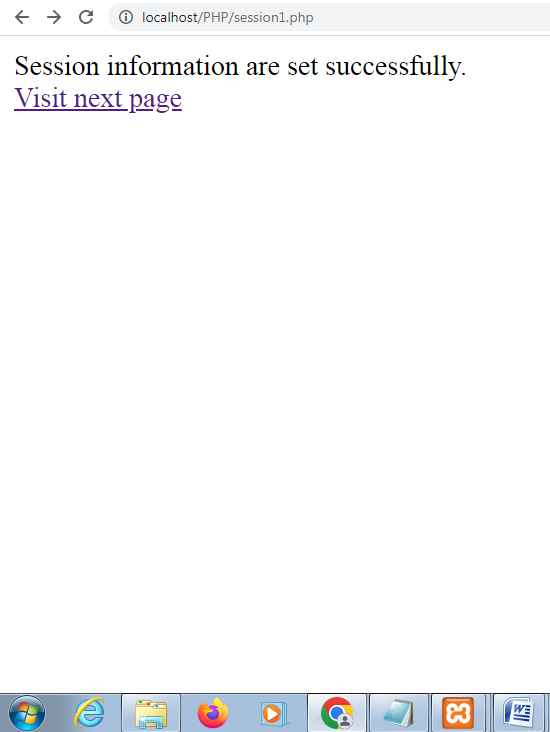 localhost/PHP/session1.php
Session information are set successfully.
Visit next page